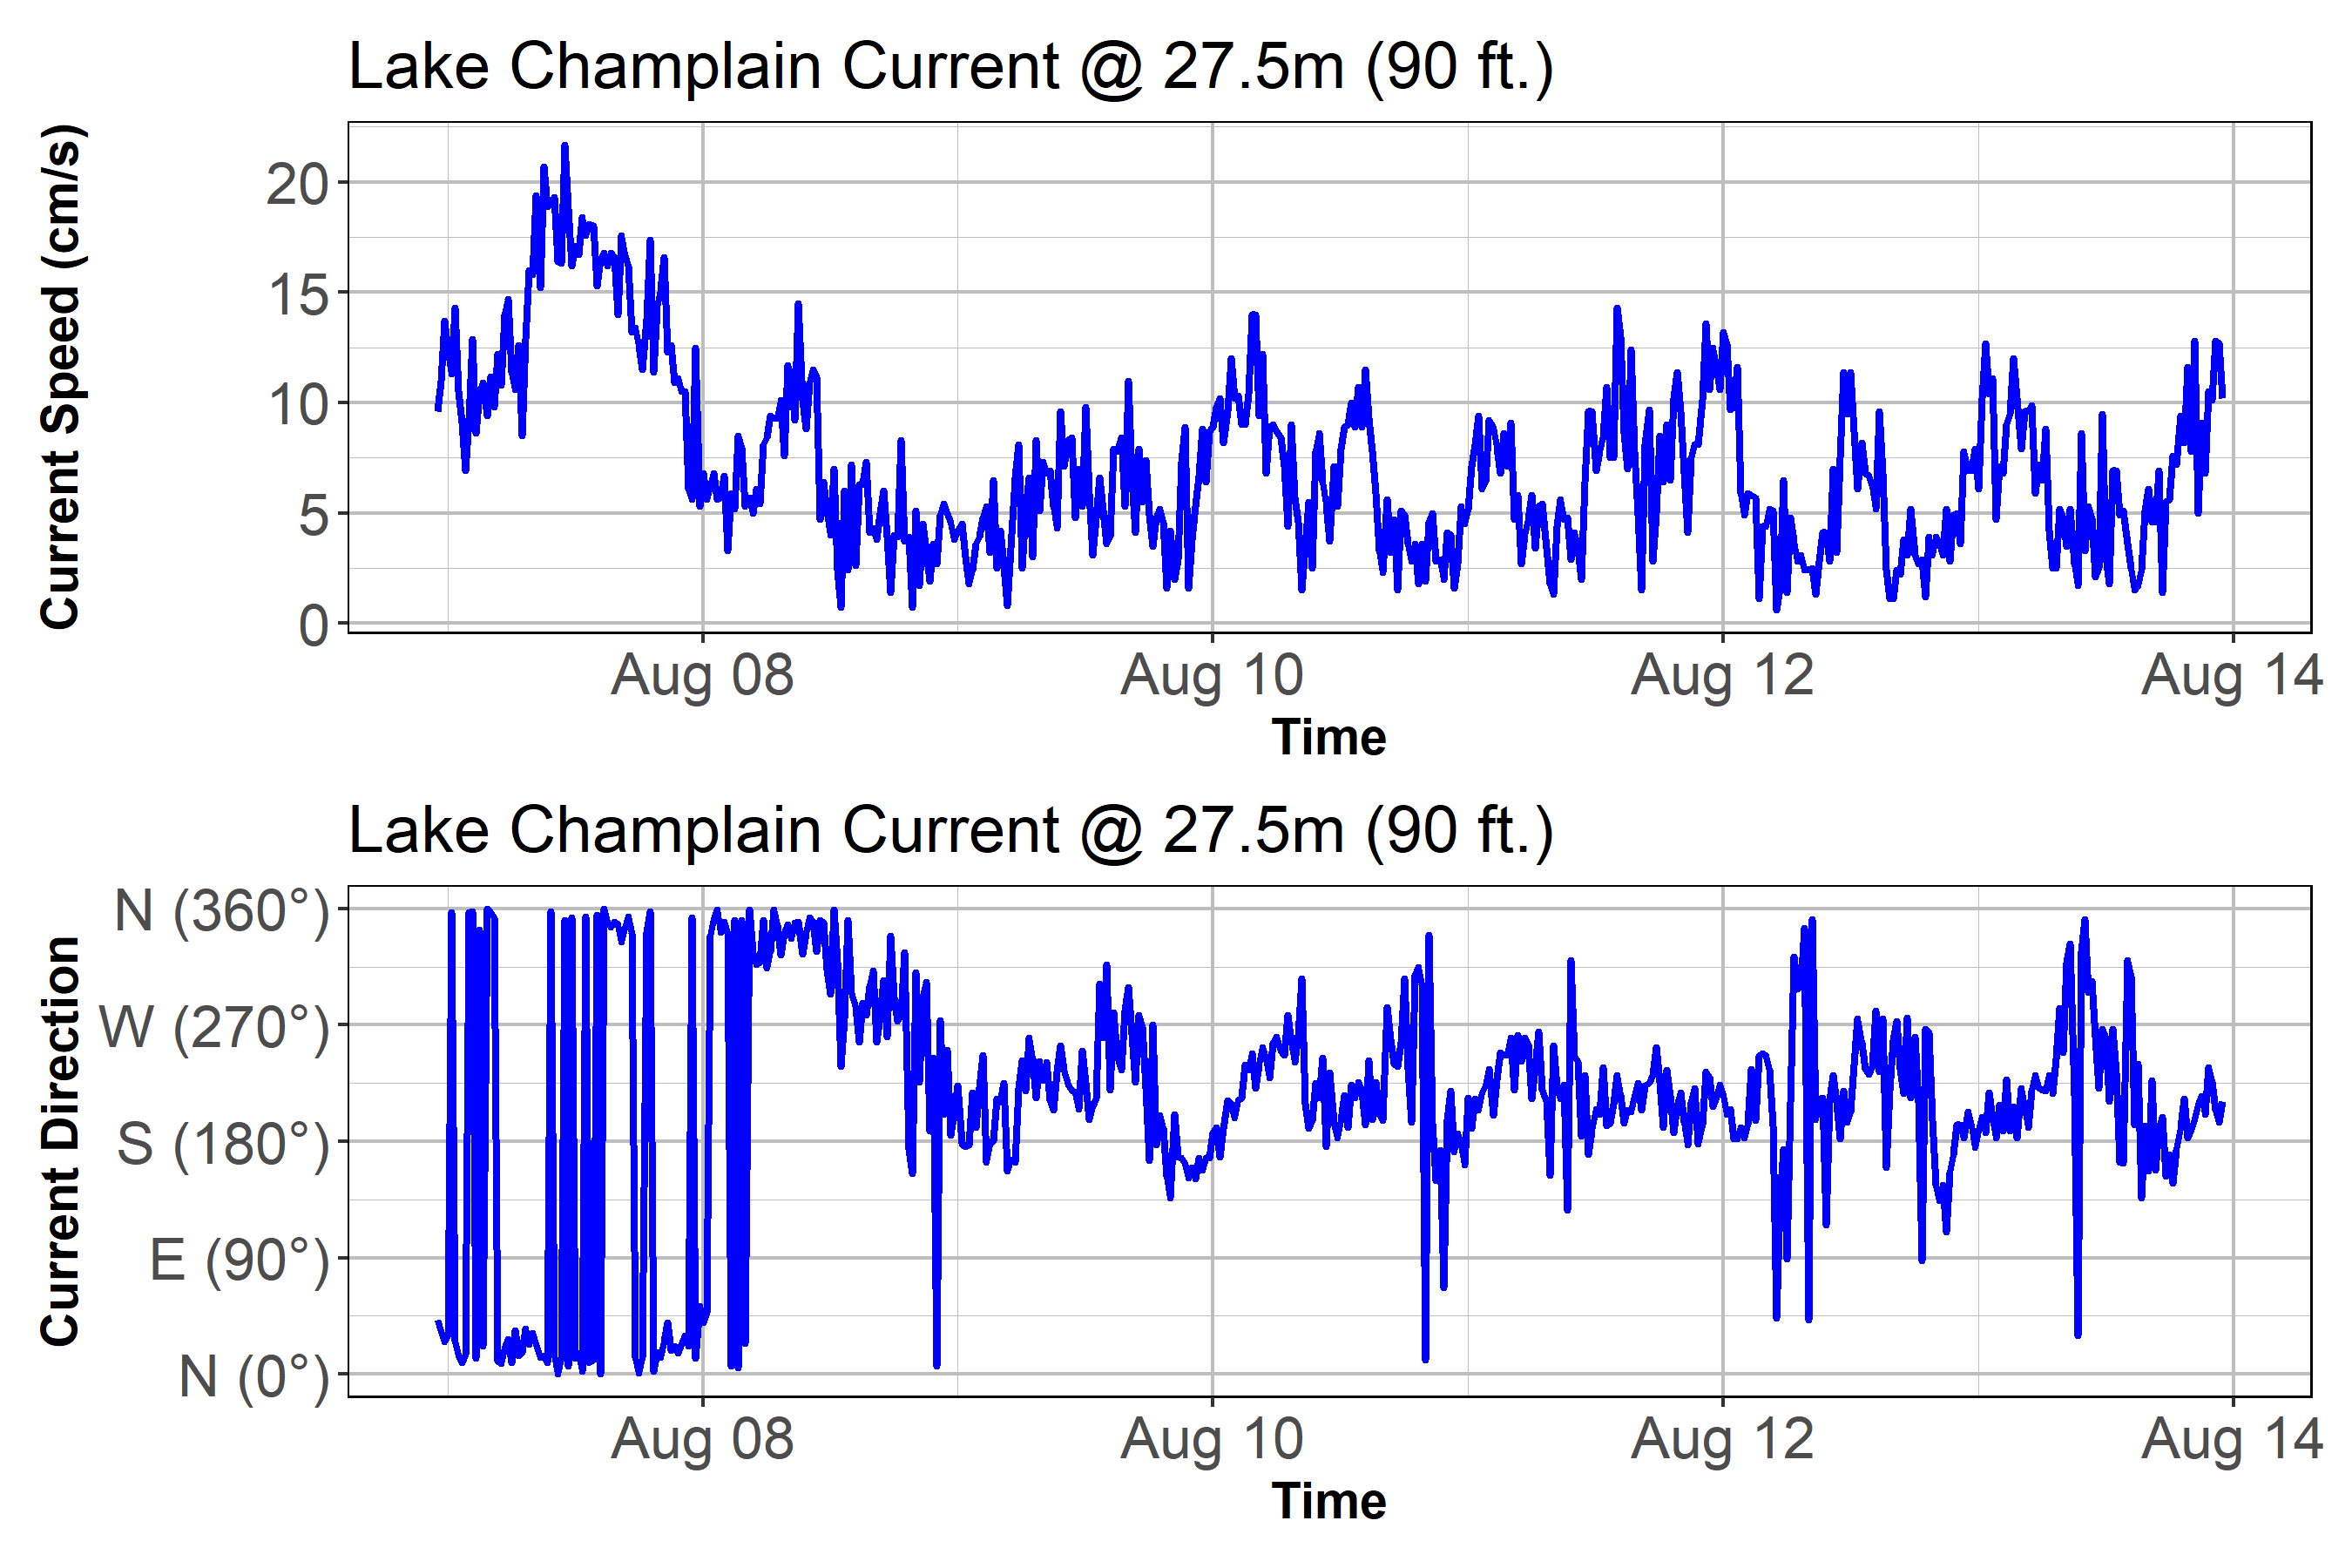 Lake Champlain Current @ 27.5m (90 ft.)
Current Speed (cm/s)
20
15
10
5
0
Aug 08 Aug 10 Aug 12 Aug 14
Time
Lake Champlain Current @ 27.5m (90 ft.)
Current Direction
N (360°)
W (270°)
S (180°)
E (90°)
N (0°)
Aug 08 Aug 10 Aug 12 Aug 14
Time